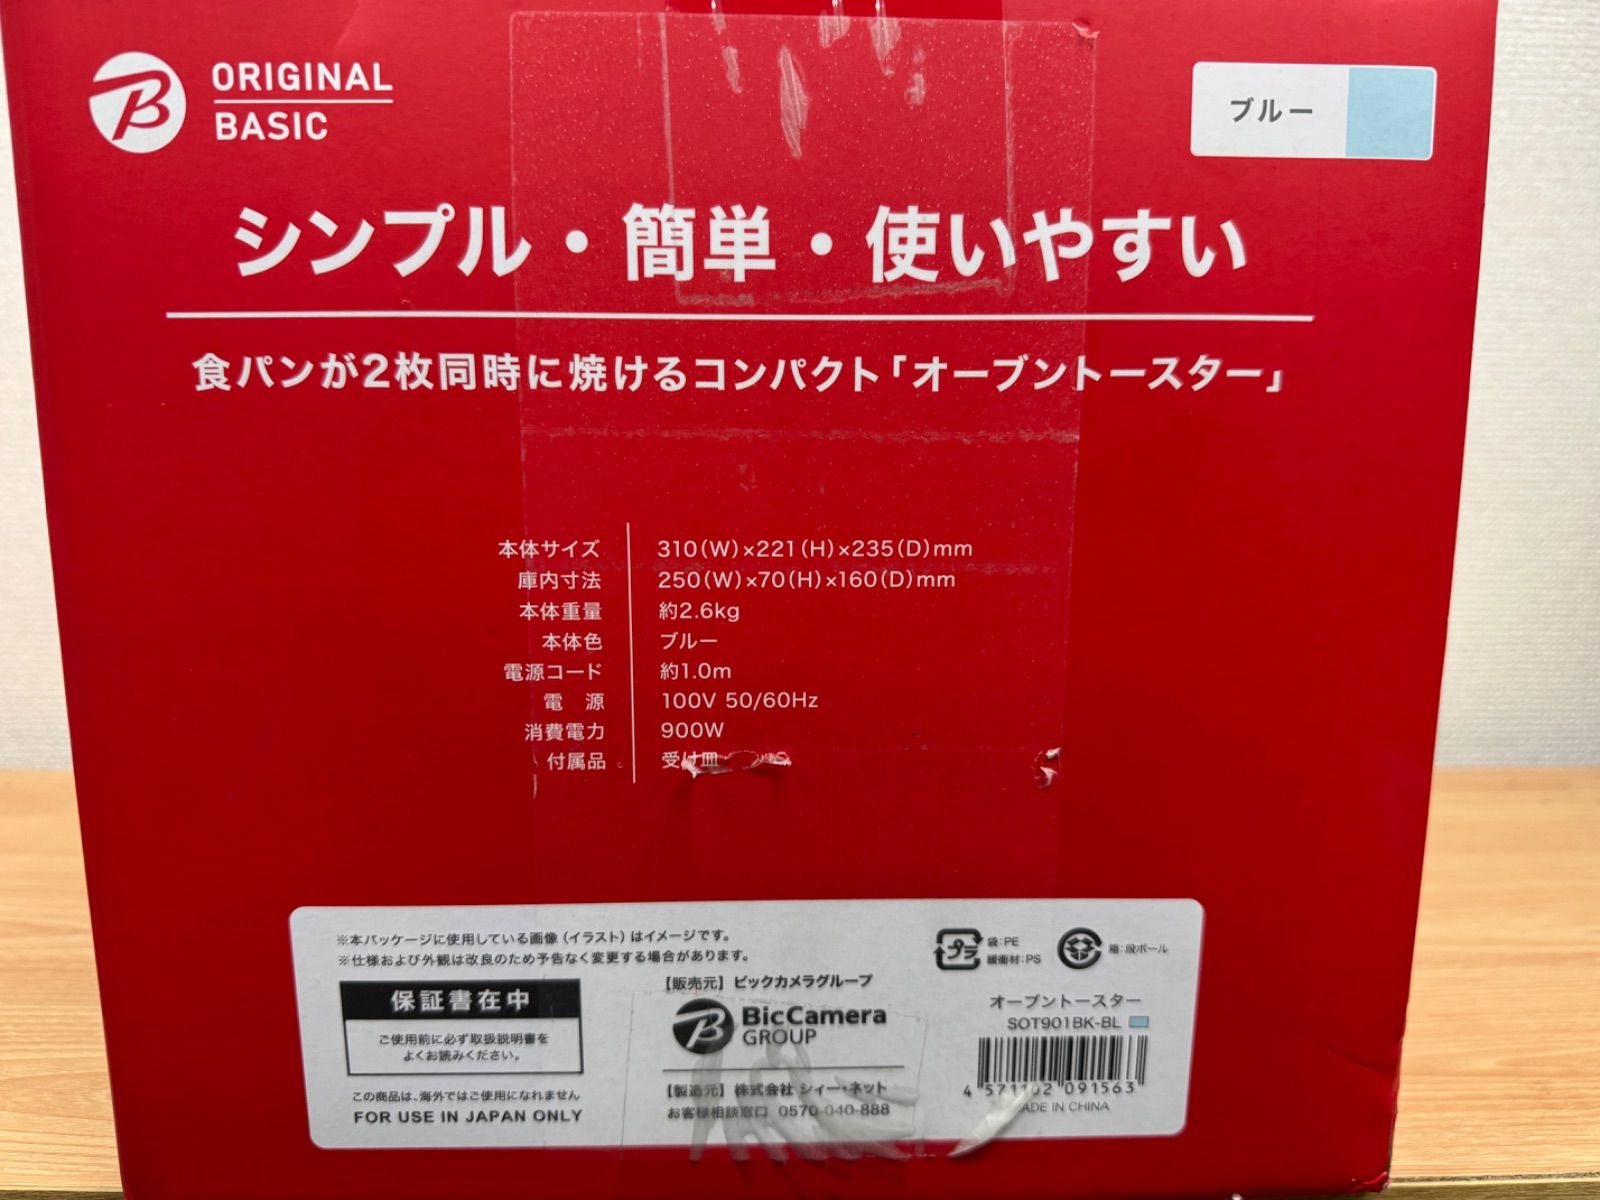 ORIGINAL
BASIC
ブルー
シンプル・簡単・使いやすい
食パンが2枚同時に焼けるコンパクト「オーブントースター」
本体サイズ 310(W)×221(H)×235(D)mm
庫内寸法 250(W)×70(H)×160(D)mm
本体重量 約2.6kg
本体色 ブルー
電源コード 約1.0m
電 源 100V 50/60Hz
消費電力 900W
付属品 受け皿
※本パッケージに使用している画像(イラスト)はイメージです。
※仕様および外観は改良のため予告なく変更する場合があります。
保証書在中
ご使用前に必ず取扱説明書を
よくお読みください。
この商品は、海外ではご使用になれません
FOR USE IN JAPAN ONLY
【販売元】ビックカメラグループ
BicCamera
GROUP
【製造元】株式会社 シィー・ネット
お客様相談窓口 0570-040-888
プラ
袋:PE
緩衝材:PS
箱:段ボール
オーブントースター
SOT901BK-BL
4 571102 091563
MADE IN CHINA